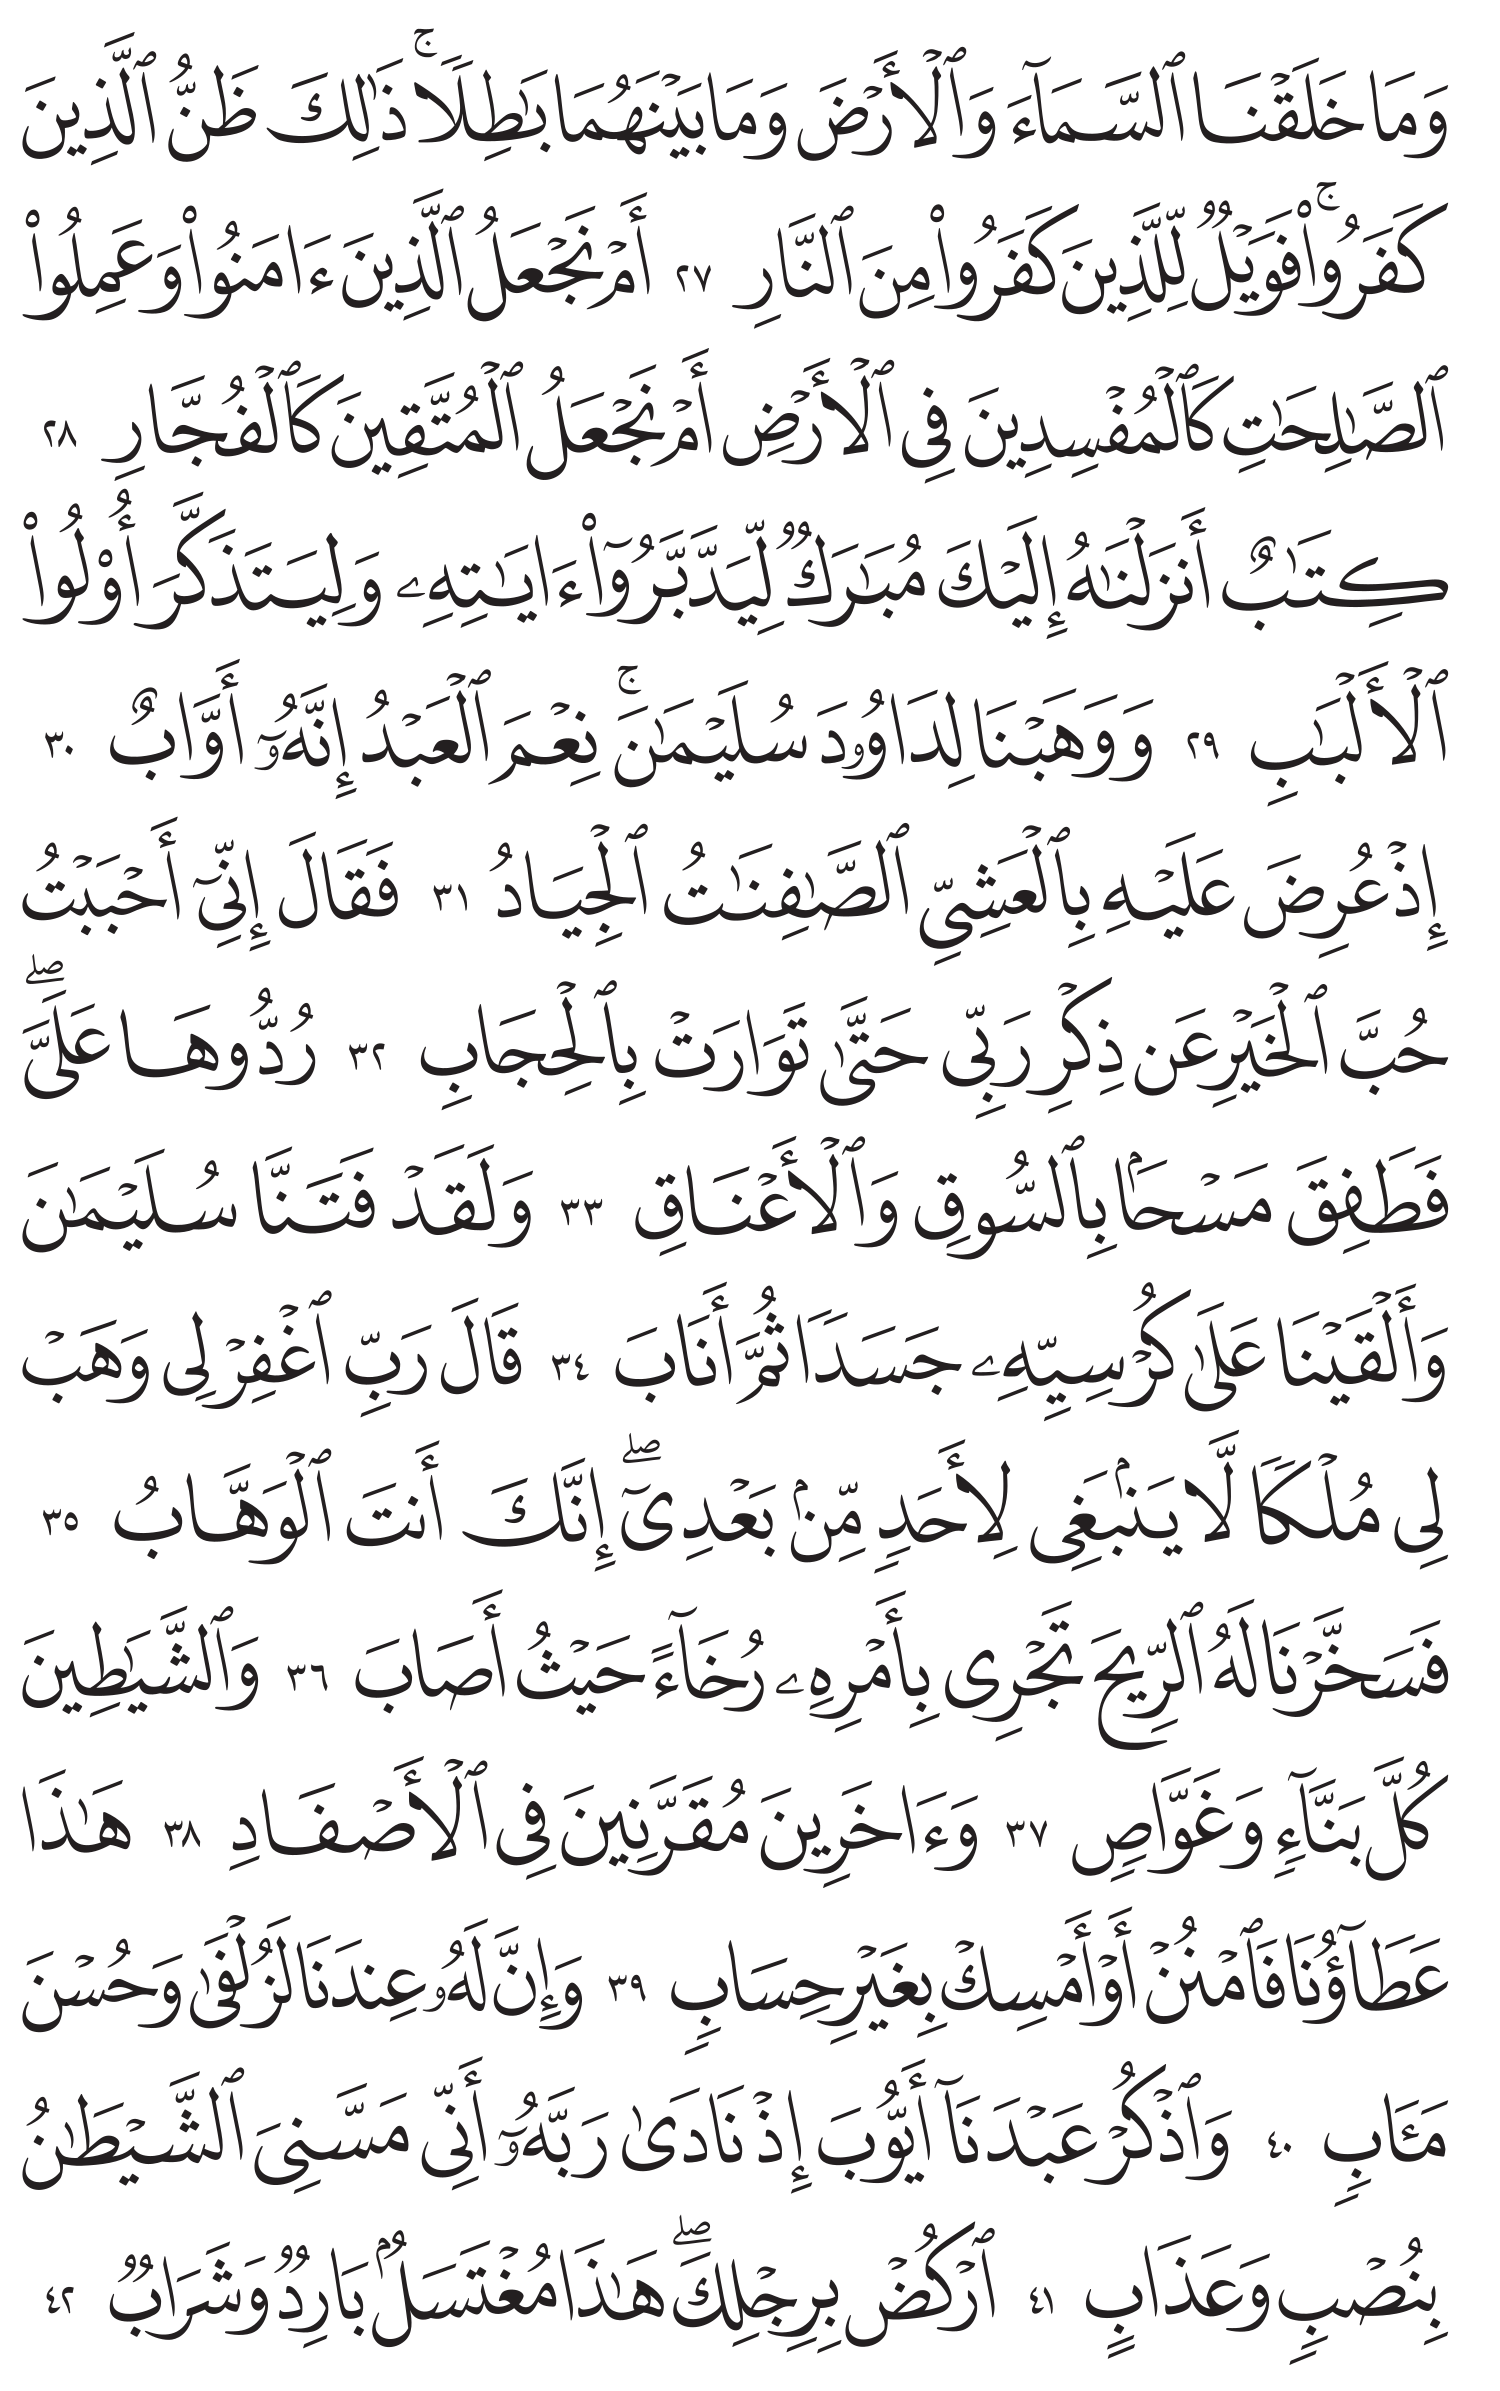 وَمَا خَلَقْنَا ٱلسَّمَآءَ وَٱلْأَرْضَ وَمَا بَيْنَهُمَا بَٰطِلًۭا ۚ ذَٰلِكَ ظَنُّ ٱلَّذِينَ
كَفَرُوا۟ ۚ فَوَيْلٌۭ لِّلَّذِينَ كَفَرُوا۟ مِنَ ٱلنَّارِ ٢٧ أَمْ نَجْعَلُ ٱلَّذِينَ ءَامَنُوا۟ وَعَمِلُوا۟
ٱلصَّٰلِحَٰتِ كَٱلْمُفْسِدِينَ فِى ٱلْأَرْضِ أَمْ نَجْعَلُ ٱلْمُتَّقِينَ كَٱلْفُجَّارِ ٢٨
كِتَٰبٌ أَنزَلْنَٰهُ إِلَيْكَ مُبَٰرَكٌۭ لِّيَدَّبَّرُوٓا۟ ءَايَٰتِهِۦ وَلِيَتَذَكَّرَ أُو۟لُوا۟
ٱلْأَلْبَٰبِ ٢٩ وَوَهَبْنَا لِدَاوُۥدَ سُلَيْمَٰنَ ۚ نِعْمَ ٱلْعَبْدُ إِنَّهُۥٓ أَوَّابٌ ٣٠
إِذْ عُرِضَ عَلَيْهِ بِٱلْعَشِىِّ ٱلصَّٰفِنَٰتُ ٱلْجِيَادُ ٣١ فَقَالَ إِنِّىٓ أَحْبَبْتُ
حُبَّ ٱلْخَيْرِ عَن ذِكْرِ رَبِّى حَتَّىٰ تَوَارَتْ بِٱلْحِجَابِ ٣٢ رُدُّوهَا عَلَىَّ ۖ
فَطَفِقَ مَسْحًۢا بِٱلسُّوقِ وَٱلْأَعْنَاقِ ٣٣ وَلَقَدْ فَتَنَّا سُلَيْمَٰنَ
وَأَلْقَيْنَا عَلَىٰ كُرْسِيِّهِۦ جَسَدًۭا ثُمَّ أَنَابَ ٣٤ قَالَ رَبِّ ٱغْفِرْ لِى وَهَبْ
لِى مُلْكًۭا لَّا يَنۢبَغِى لِأَحَدٍۢ مِّنۢ بَعْدِىٓ ۖ إِنَّكَ أَنتَ ٱلْوَهَّابُ ٣٥
فَسَخَّرْنَا لَهُ ٱلرِّيحَ تَجْرِى بِأَمْرِهِۦ رُخَآءً حَيْثُ أَصَابَ ٣٦ وَٱلشَّيَٰطِينَ
كُلَّ بَنَّآءٍۢ وَغَوَّاصٍۢ ٣٧ وَءَاخَرِينَ مُقَرَّنِينَ فِى ٱلْأَصْفَادِ ٣٨ هَٰذَا
عَطَآؤُنَا فَٱمْنُنْ أَوْ أَمْسِكْ بِغَيْرِ حِسَابٍۢ ٣٩ وَإِنَّ لَهُۥ عِندَنَا لَزُلْفَىٰ وَحُسْنَ
مَـَٔابٍۢ ٤٠ وَٱذْكُرْ عَبْدَنَآ أَيُّوبَ إِذْ نَادَىٰ رَبَّهُۥٓ أَنِّى مَسَّنِىَ ٱلشَّيْطَٰنُ
بِنُصْبٍۢ وَعَذَابٍ ٤١ ٱرْكُضْ بِرِجْلِكَ ۖ هَٰذَا مُغْتَسَلٌۢ بَارِدٌۭ وَشَرَابٌۭ ٤٢